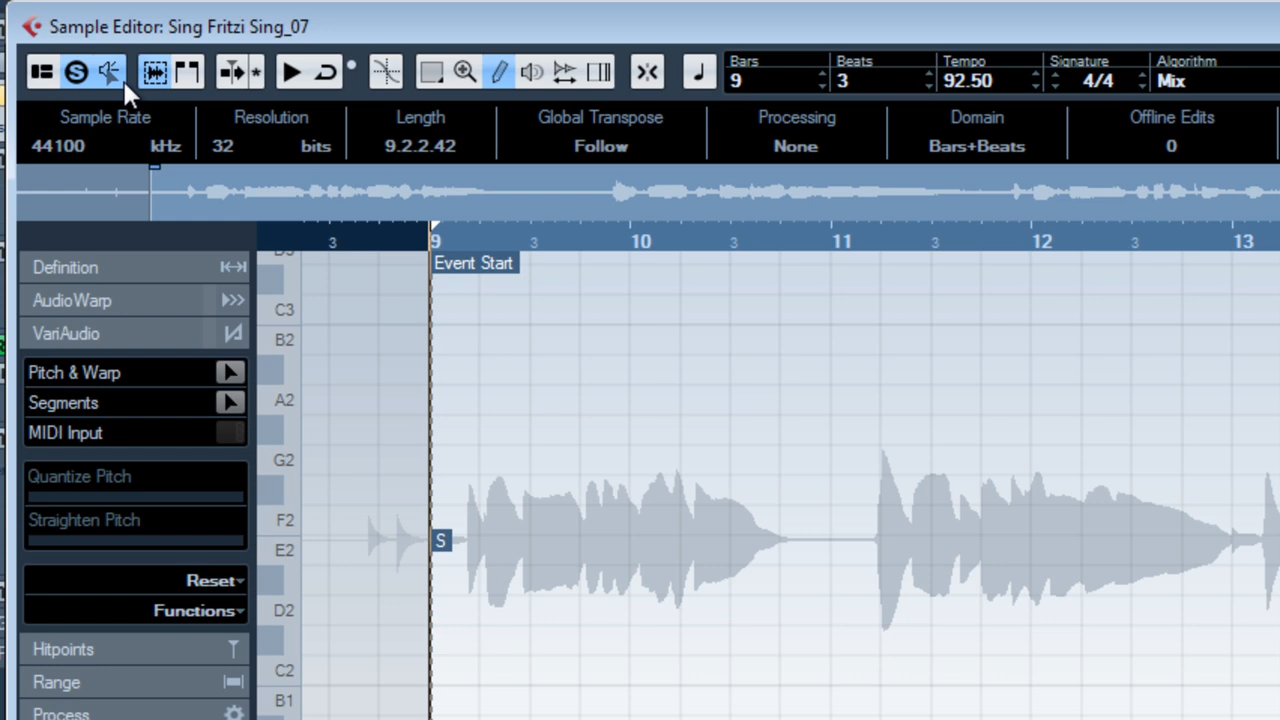 Sample Editor: Sing Fritzi Sing_07
Bars Beats Tempo Signature Algorithm
9 3 92.50 4/4 Mix
Sample Rate Resolution Length Global Transpose Processing Domain Offline Edits
44100 kHz 32 bits 9.2.2.42 Follow None Bars+Beats 0
3 9 3 10 3 11 3 12 3 13
Event Start
Definition
AudioWarp
VariAudio
Pitch & Warp
Segments
MIDI Input
Quantize Pitch
Straighten Pitch
Reset
Functions
Hitpoints
Range
Process
C3
B2
A2
G2
F2
E2
D2
C2
B1
S